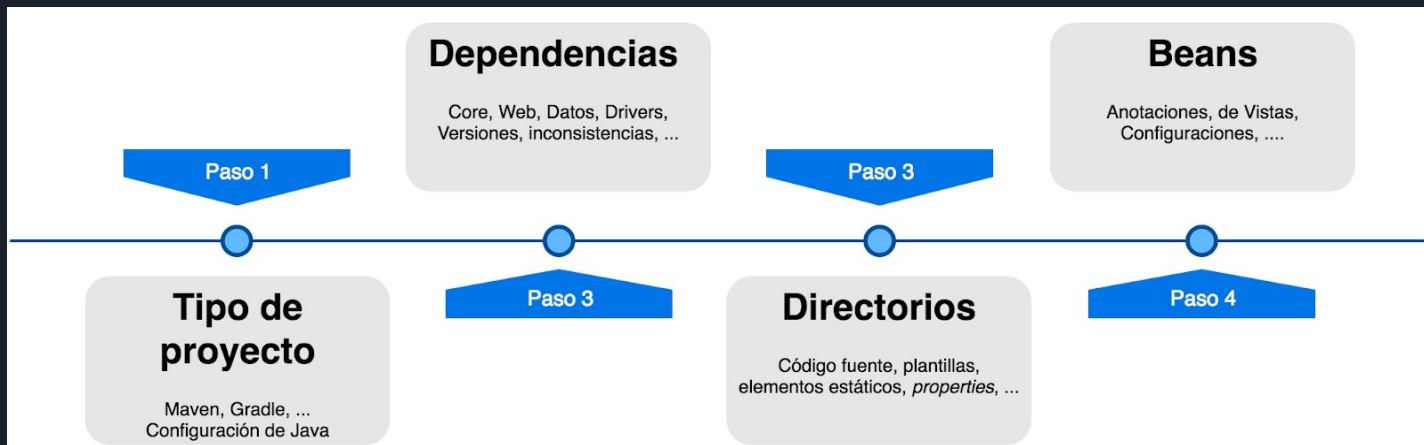 Paso 1
Tipo de
proyecto
Maven, Gradle, ...
Configuración de Java
Dependencias
Core, Web, Datos, Drivers,
Versiones, inconsistencias, ...
Paso 3
Paso 3
Directorios
Código fuente, plantillas,
elementos estáticos, properties, ...
Beans
Anotaciones, de Vistas,
Configuraciones, ....
Paso 4